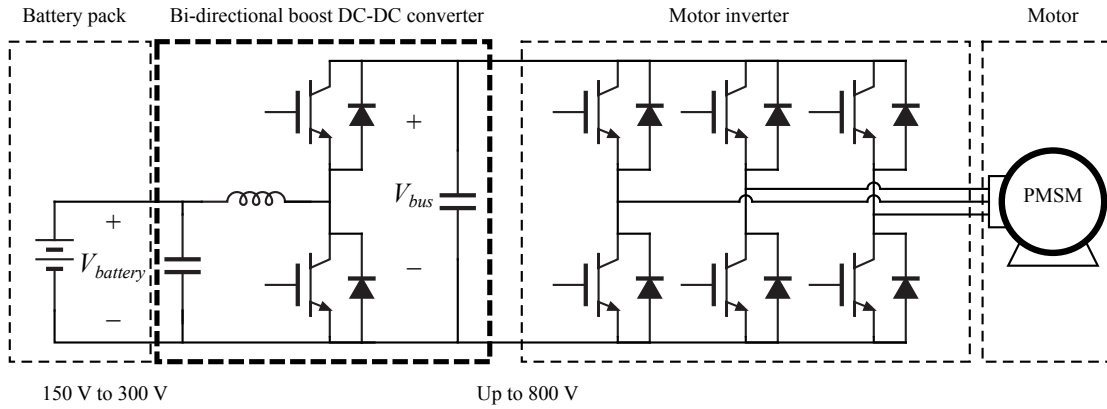 Battery pack
Bi-directional boost DC-DC converter
Motor inverter
Motor
+
V_bus
−
+
V_battery
−
PMSM
150 V to 300 V
Up to 800 V